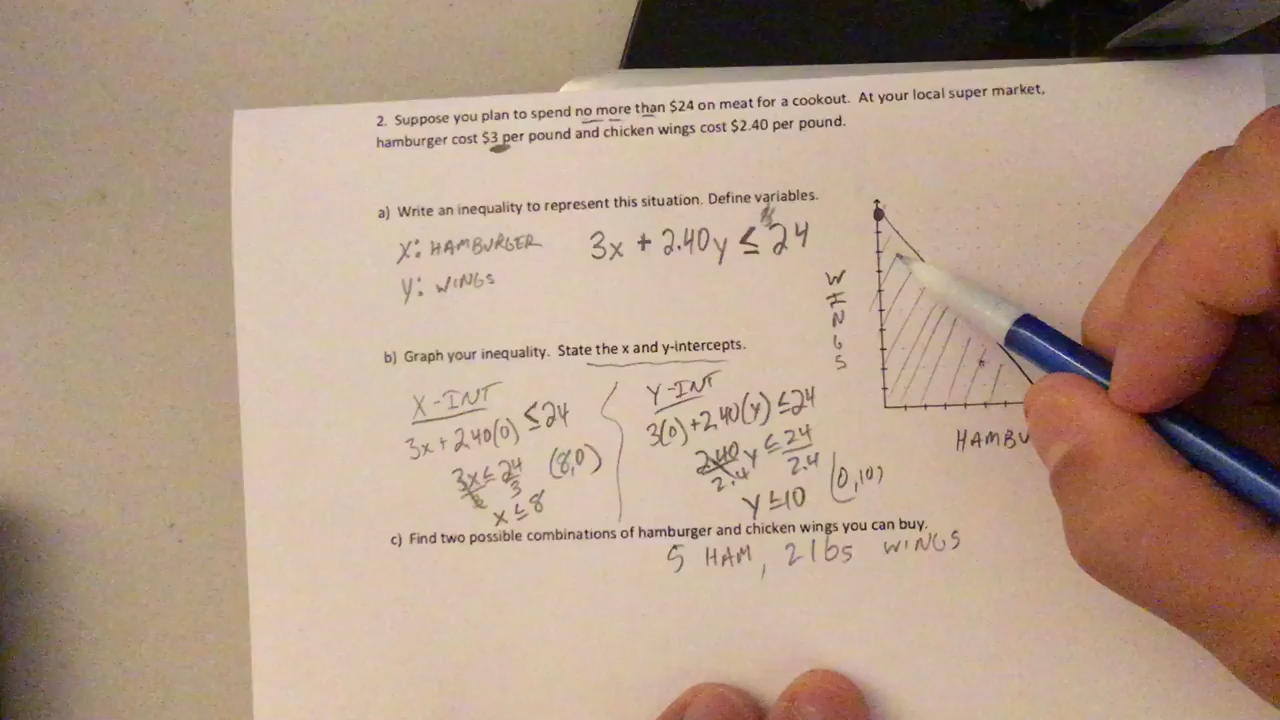 2. Suppose you plan to spend no more than $24 on meat for a cookout. At your local super market,
hamburger cost $3 per pound and chicken wings cost $2.40 per pound.
a) Write an inequality to represent this situation. Define variables.
X: HAMBURGER
3x + 2.40y ≤ 24
Y: WINGS
WINGS
b) Graph your inequality. State the x and y-intercepts.
X-INT
3x + 2.40(0) ≤ 24
3x ≤ 24
3
(8,0)
x ≤ 8
Y-INT
3(0) + 2.40(y) ≤ 24
2.40y ≤ 24
2.4 2.4
y ≤ 10 (0,10)
HAMBU
c) Find two possible combinations of hamburger and chicken wings you can buy.
5 HAM, 2 lbs WINGS